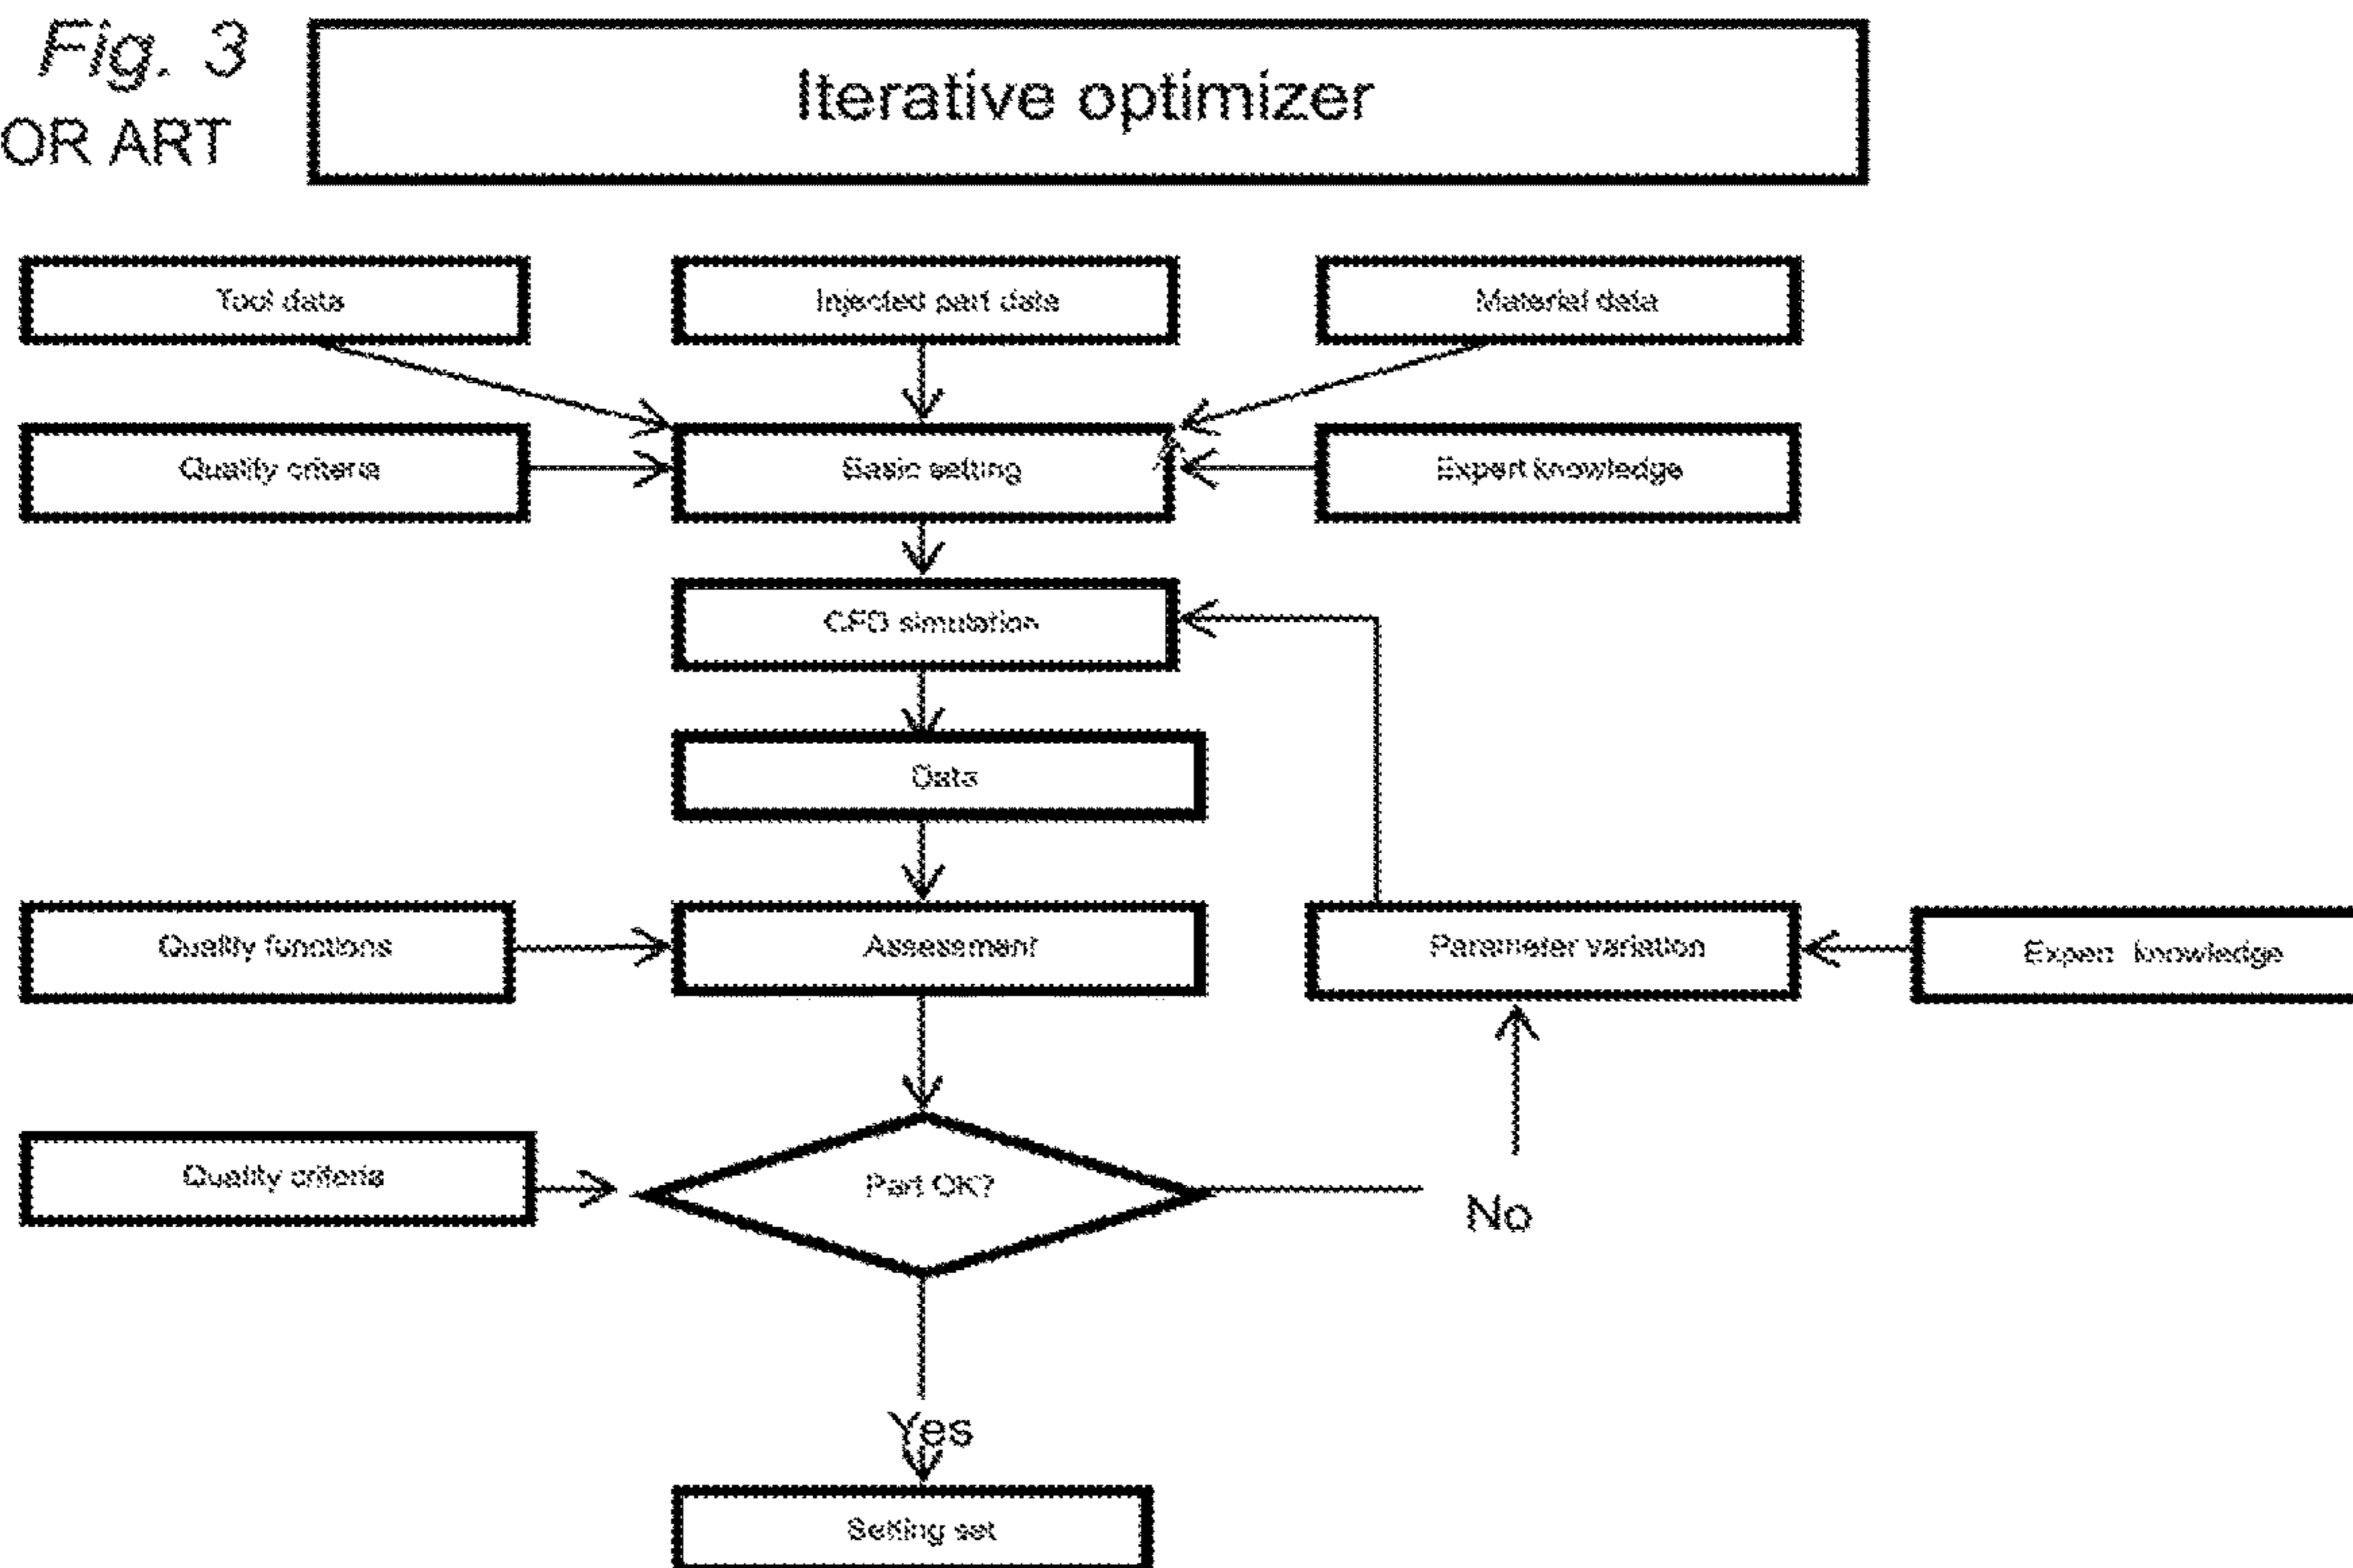 Fig. 3
OR ART
Iterative optimizer
Tool data
Injected part data
Material data
Quality criteria
Basic setting
Expert knowledge
CFD simulation
Data
Quality functions
Assessment
Parameter variation
Expert knowledge
Quality criteria
Part OK?
No
Yes
Setting set